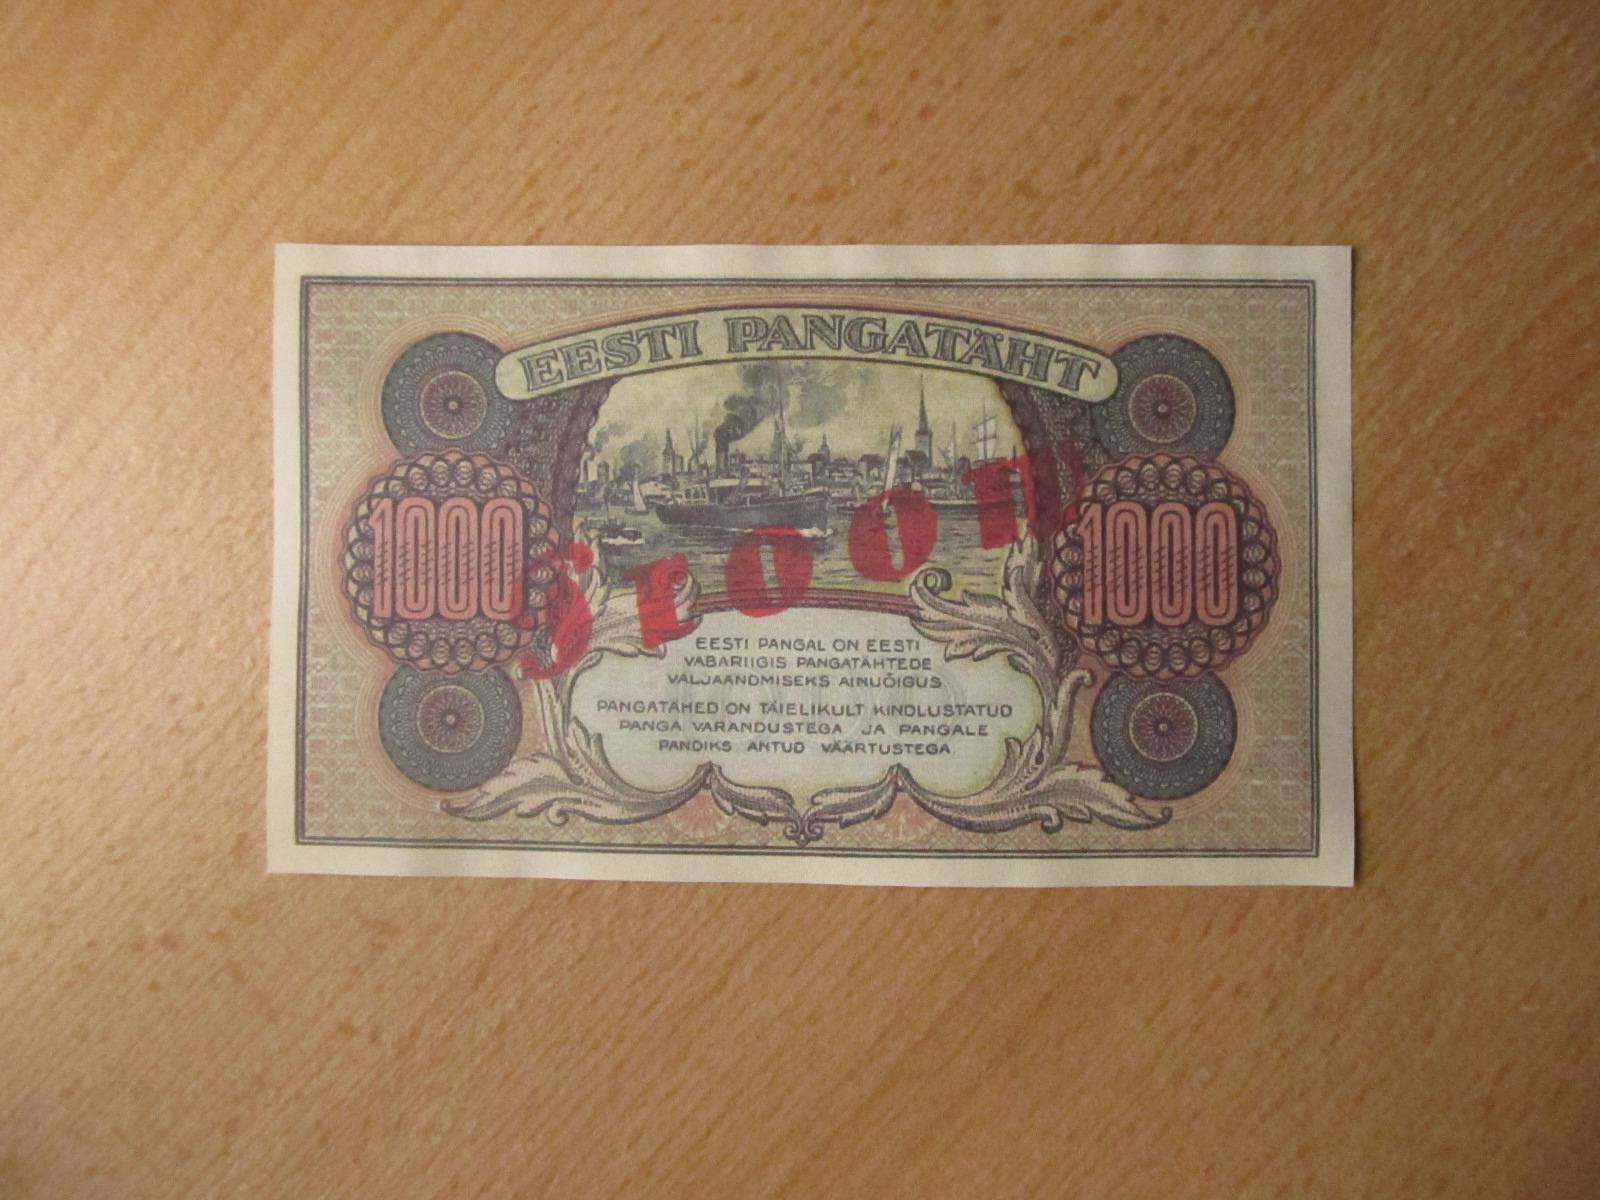 EESTI PANGATÄHT
1000
1000
Proov
EESTI PANGAL ON EESTI
VABARIIGIS PANGATÄHTEDE
VÄLJAANDMISEKS AINUÕIGUS
PANGATÄHED ON TÄIELIKULT KINDLUSTATUD
PANGA VARANDUSTEGA JA PANGALE
PANDIKS ANTUD VÄÄRTUSTEGA.